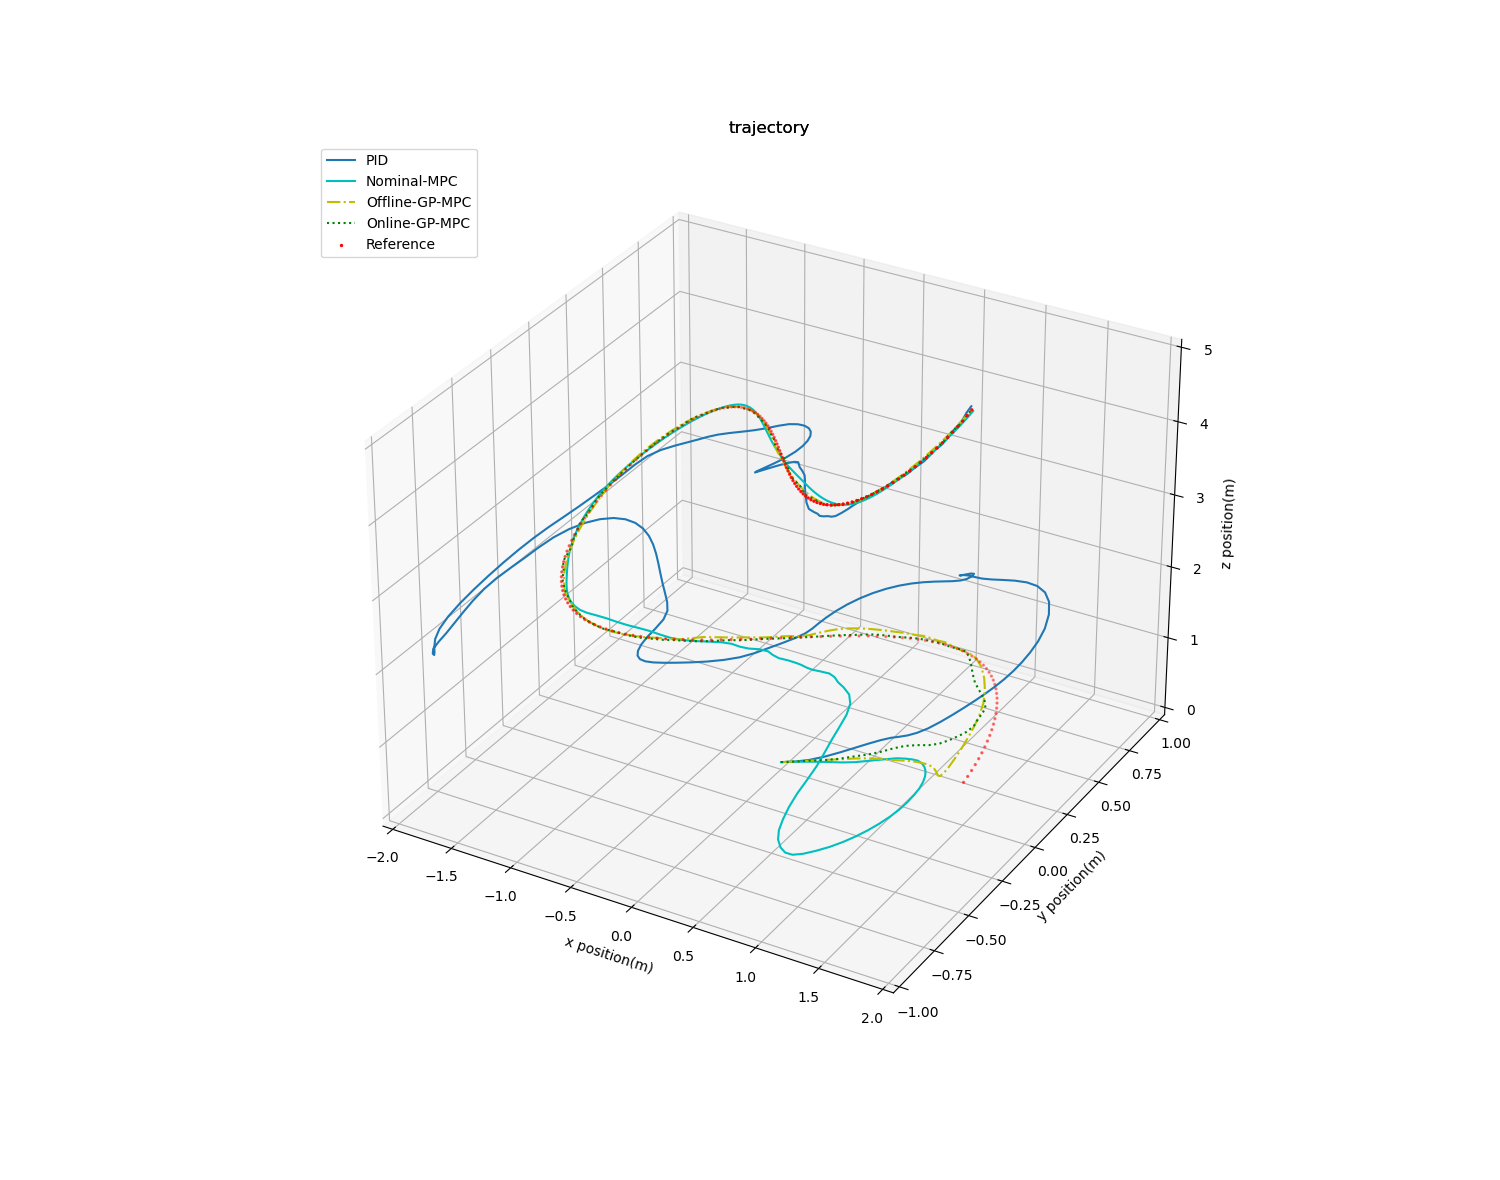 trajectory
PID
Nominal-MPC
Offline-GP-MPC
Online-GP-MPC
Reference
5
4
3
2
1
0
z position(m)
1.00
0.75
0.50
0.25
0.00
−0.25
−0.50
−0.75
−1.00
y position(m)
−2.0
−1.5
−1.0
−0.5
0.0
0.5
1.0
1.5
2.0
x position(m)